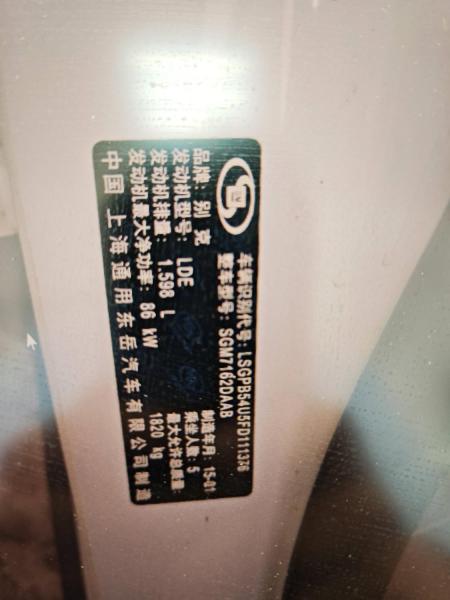 车辆识别代号: LSGPB54U5FD111376
整车型号: SGM7162DAAB
品牌: 别克
制造年月: 15-01
发动机型号: LDE
乘坐人数: 5
发动机排量: 1.598 L
最大允许总质量:
发动机最大净功率: 86 kW
1820 kg
中国 上海通用东岳汽车有限公司制造